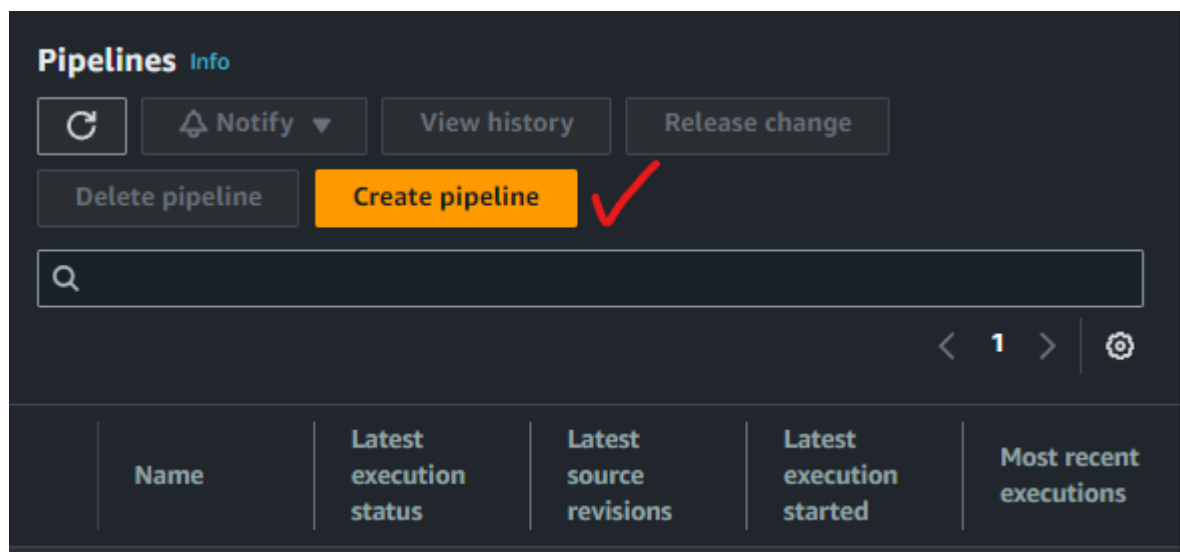 Pipelines Info
Notify
View history
Release change
Delete pipeline
Create pipeline
1
Name
Latest
execution
status
Latest
source
revisions
Latest
execution
started
Most recent
executions